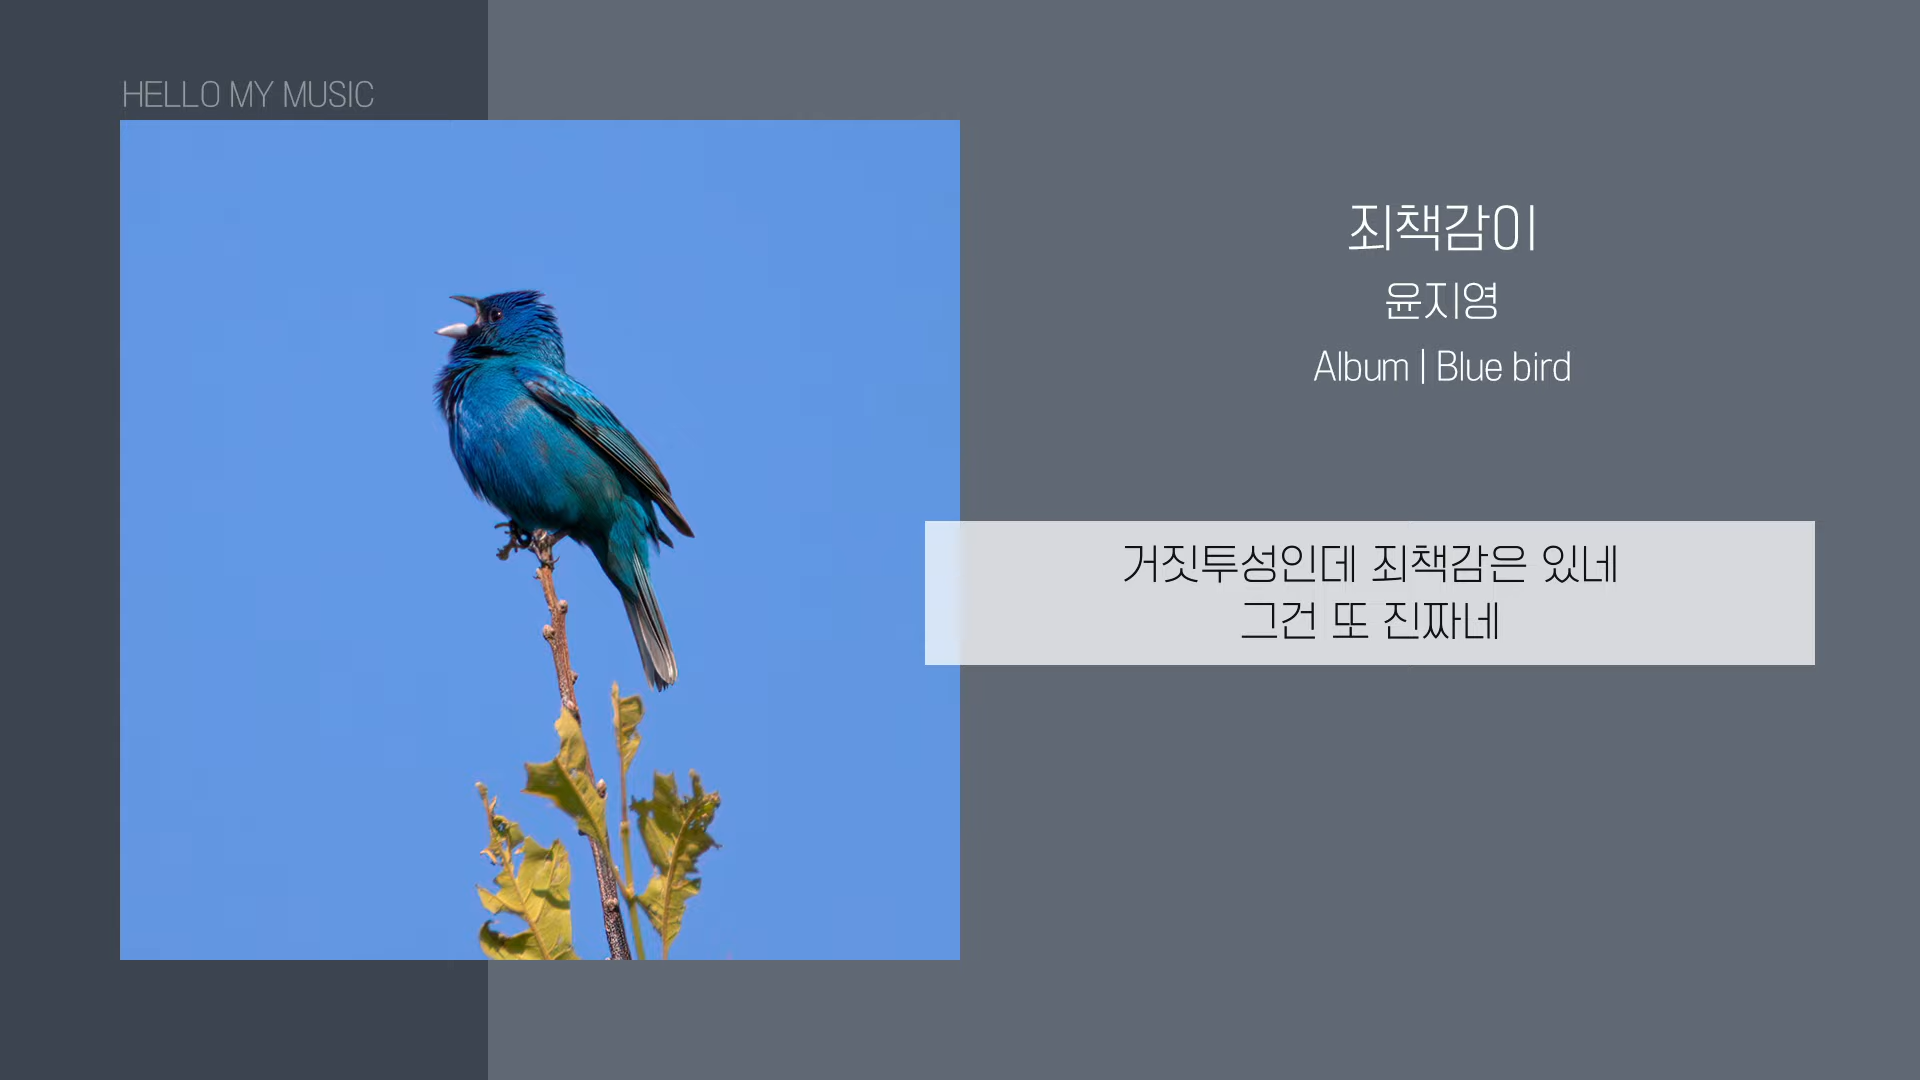 HELLO MY MUSIC
죄책감이
윤지영
Album | Blue bird
거짓투성인데 죄책감은 있네
그건 또 진짜네